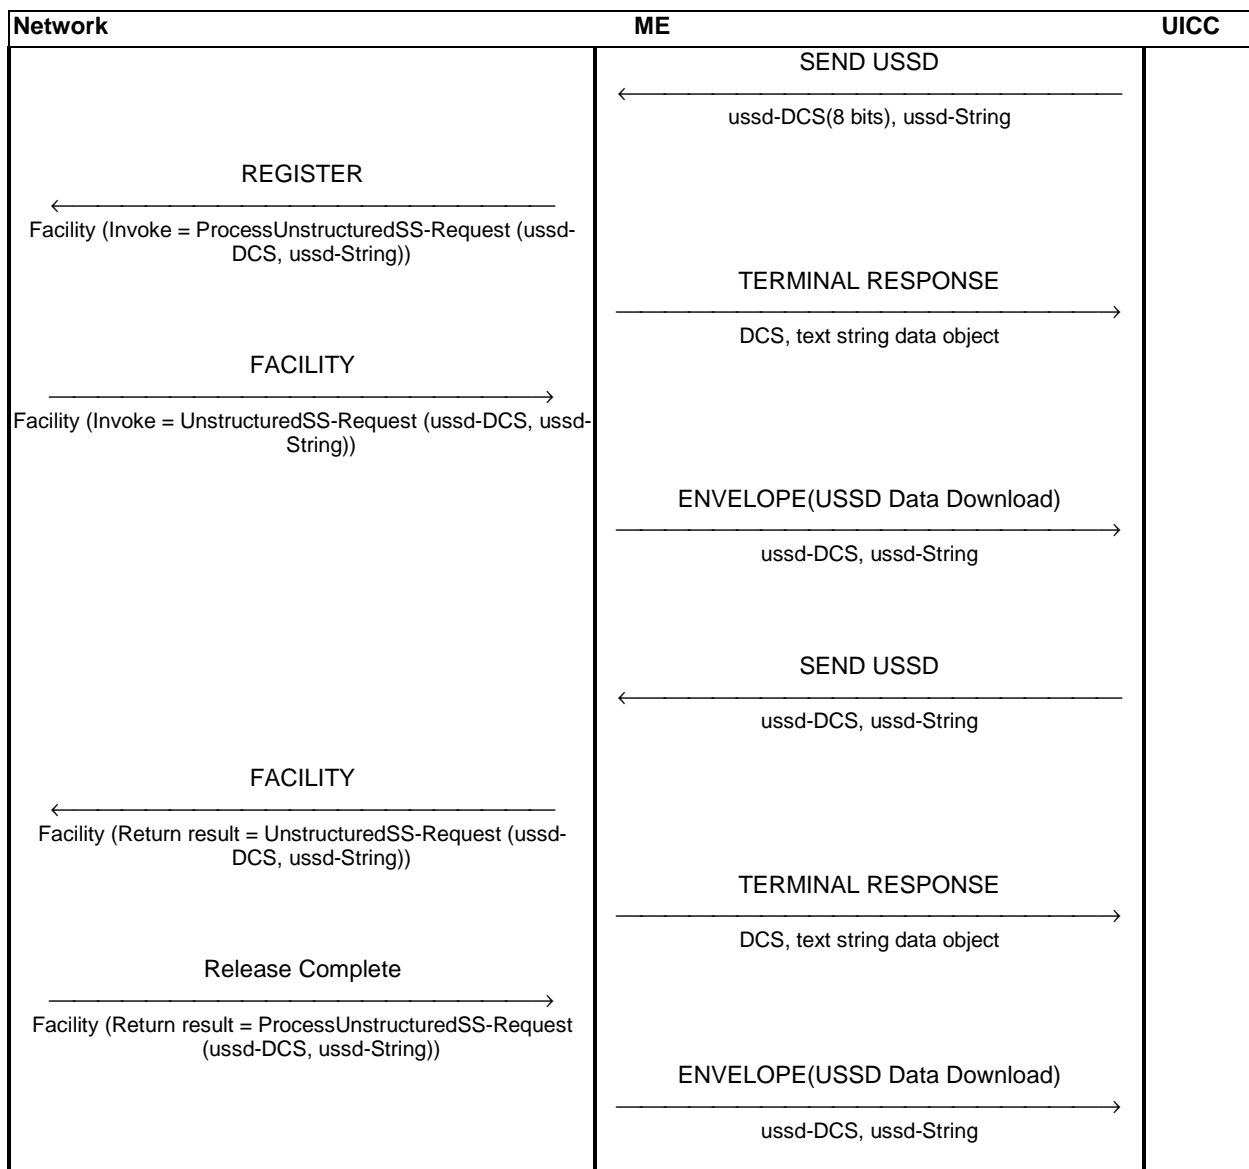 Network ME UICC
SEND USSD
ussd-DCS(8 bits), ussd-String
REGISTER
Facility (Invoke = ProcessUnstructuredSS-Request (ussd-
DCS, ussd-String))
TERMINAL RESPONSE
DCS, text string data object
FACILITY
Facility (Invoke = UnstructuredSS-Request (ussd-DCS, ussd-
String))
ENVELOPE(USSD Data Download)
ussd-DCS, ussd-String
SEND USSD
ussd-DCS, ussd-String
FACILITY
Facility (Return result = UnstructuredSS-Request (ussd-
DCS, ussd-String))
TERMINAL RESPONSE
DCS, text string data object
Release Complete
Facility (Return result = ProcessUnstructuredSS-Request
(ussd-DCS, ussd-String))
ENVELOPE(USSD Data Download)
ussd-DCS, ussd-String